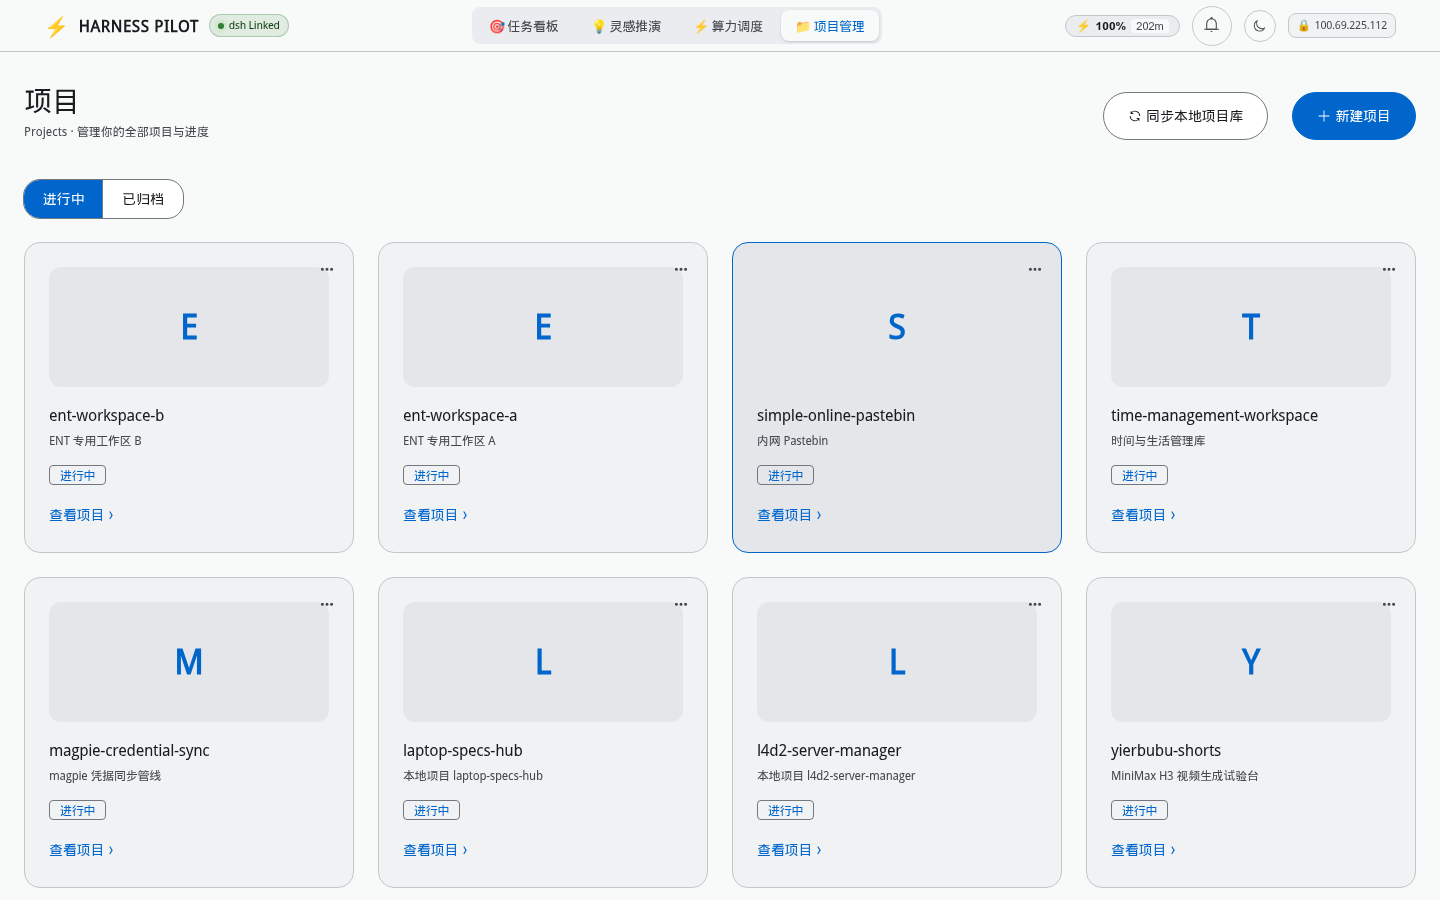 ⚡ HARNESS PILOT dsh Linked 🎯 任务看板 💡 灵感推演 ⚡ 算力调度 📁 项目管理 ⚡ 100% 202m 🔒 100.69.225.112
项目
Projects · 管理你的全部项目与进度
同步本地项目库 新建项目
进行中 已归档
E E S T
ent-workspace-b ent-workspace-a simple-online-pastebin time-management-workspace
ENT 专用工作区 B ENT 专用工作区 A 内网 Pastebin 时间与生活管理库
进行中 进行中 进行中 进行中
查看项目 › 查看项目 › 查看项目 › 查看项目 ›
M L L Y
magpie-credential-sync laptop-specs-hub l4d2-server-manager yierbubu-shorts
magpie 凭据同步管线 本地项目 laptop-specs-hub 本地项目 l4d2-server-manager MiniMax H3 视频生成试验台
进行中 进行中 进行中 进行中
查看项目 › 查看项目 › 查看项目 › 查看项目 ›